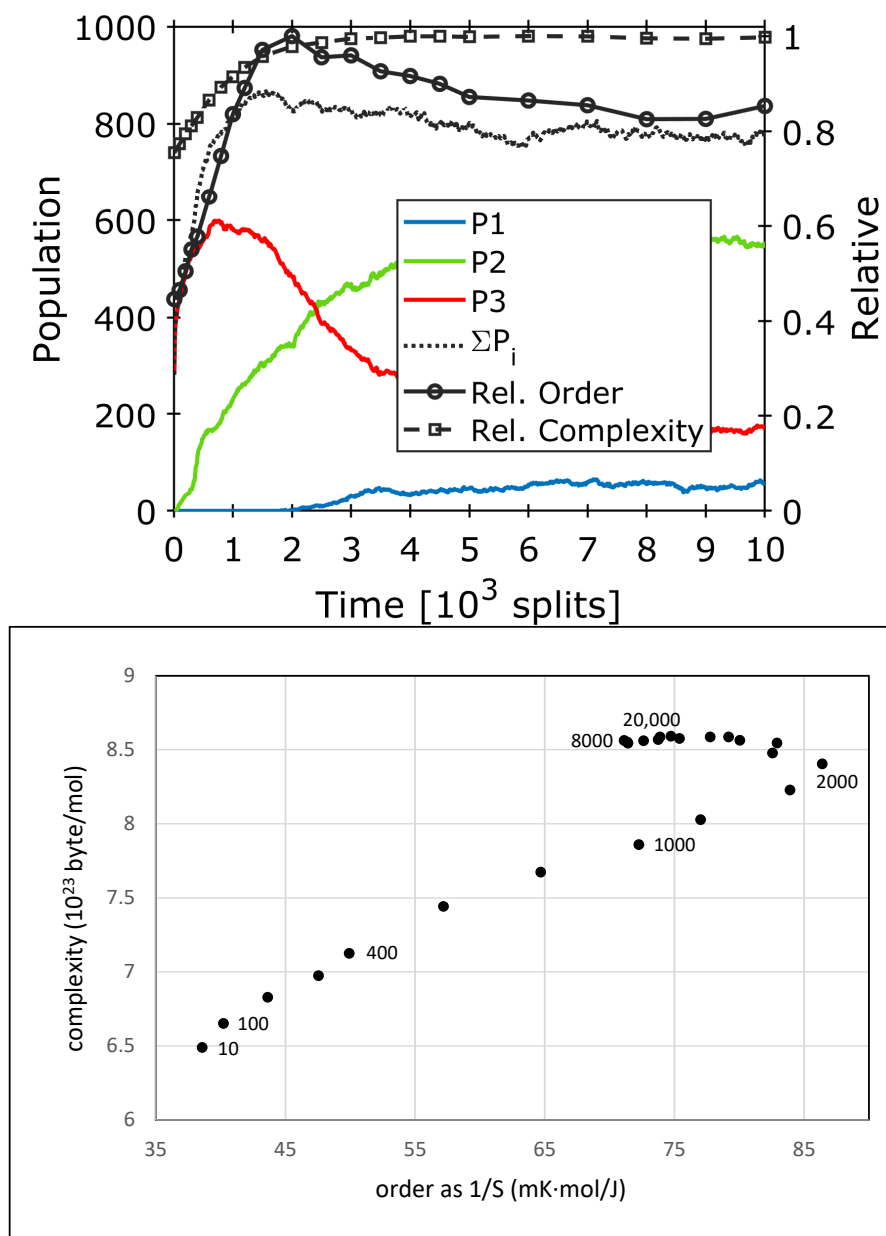 1000
800
600
400
200
0
Population
1
0.8
0.6
0.4
0.2
0
Relative
P1
P2
P3
ΣP_i
Rel. Order
Rel. Complexity
0 1 2 3 4 5 6 7 8 9 10
Time [10³ splits]
9
8.5
8
7.5
7
6.5
6
complexity (10²³ byte/mol)
20,000
8000
2000
1000
400
100
10
35 45 55 65 75 85
order as 1/S (mK·mol/J)